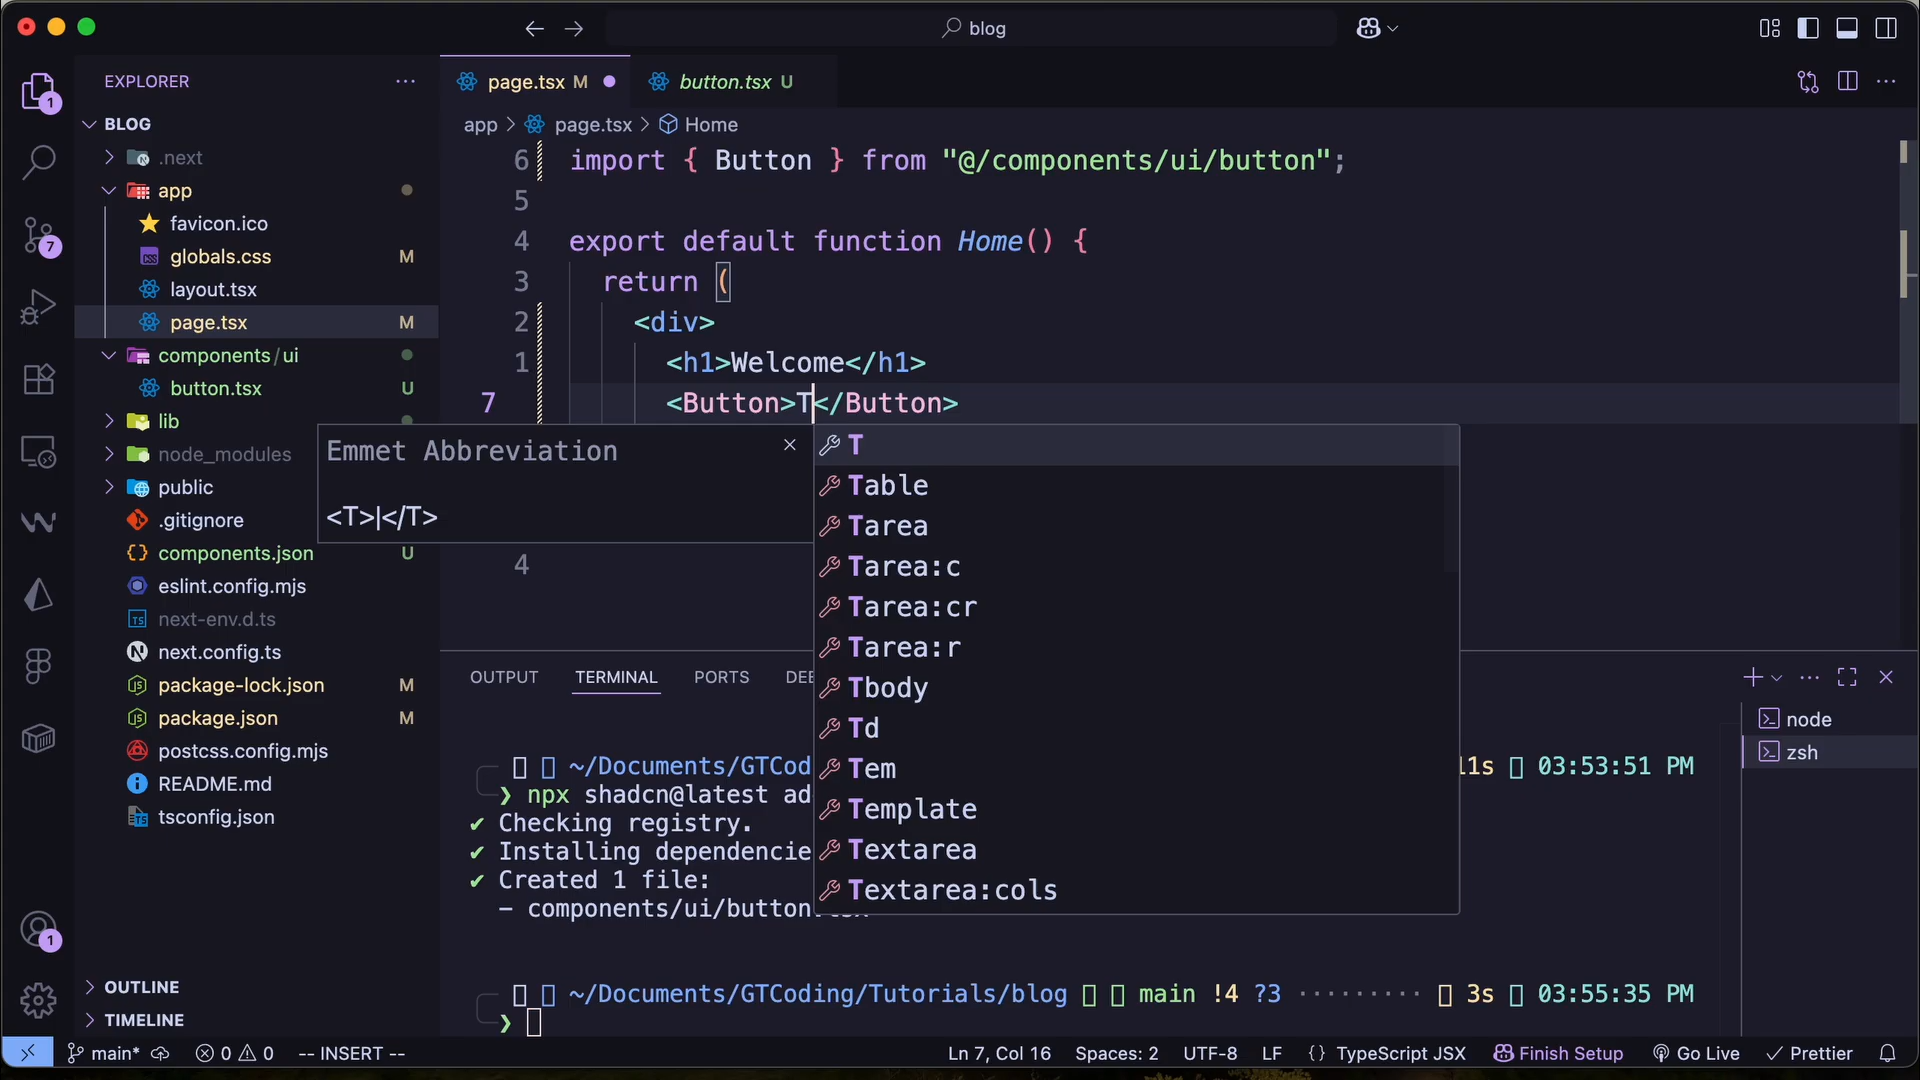 blog
EXPLORER
BLOG
.next
app
favicon.ico
globals.css M
layout.tsx
page.tsx M
components/ui
button.tsx U
lib
node_modules
public
.gitignore
components.json U
eslint.config.mjs
next-env.d.ts
next.config.ts
package-lock.json M
package.json M
postcss.config.mjs
README.md
tsconfig.json
OUTLINE
TIMELINE
1
7
1
page.tsx M
button.tsx U
app > page.tsx > Home
6 import { Button } from "@/components/ui/button";
5
4 export default function Home() {
3 return (
2 <div>
1 <h1>Welcome</h1>
7 <Button>T</Button>
4
Emmet Abbreviation
<T>|</T>
T
Table
Tarea
Tarea:c
Tarea:cr
Tarea:r
Tbody
Td
Tem
Template
Textarea
Textarea:cols
OUTPUT TERMINAL PORTS DEB
node
zsh
~/Documents/GTCod 11s 03:53:51 PM
❯ npx shadcn@latest ad
✔ Checking registry.
✔ Installing dependencie
✔ Created 1 file:
– components/ui/button.tsx
~/Documents/GTCoding/Tutorials/blog main !4 ?3 ········· 3s 03:55:35 PM
❯
main* 0 0 -- INSERT -- Ln 7, Col 16 Spaces: 2 UTF-8 LF {} TypeScript JSX Finish Setup Go Live Prettier